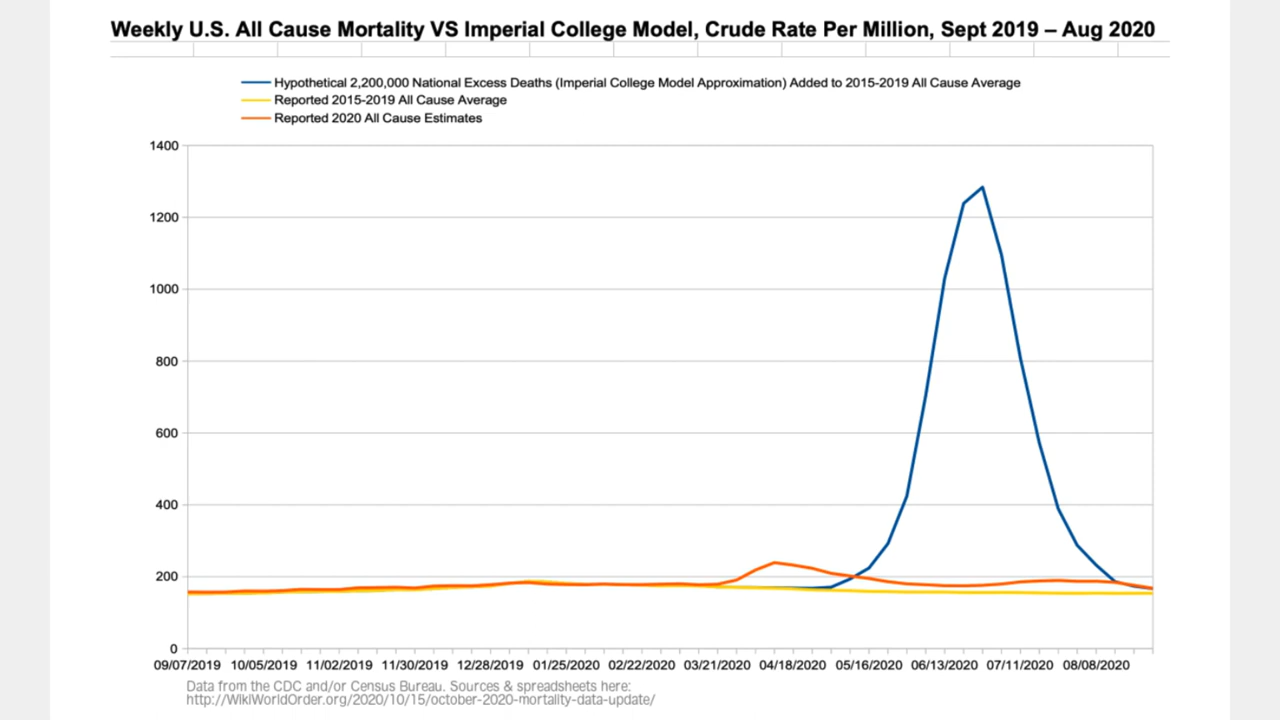 Weekly U.S. All Cause Mortality VS Imperial College Model, Crude Rate Per Million, Sept 2019 – Aug 2020
Hypothetical 2,200,000 National Excess Deaths (Imperial College Model Approximation) Added to 2015-2019 All Cause Average
Reported 2015-2019 All Cause Average
Reported 2020 All Cause Estimates
1400
1200
1000
800
600
400
200
0
09/07/2019 10/05/2019 11/02/2019 11/30/2019 12/28/2019 01/25/2020 02/22/2020 03/21/2020 04/18/2020 05/16/2020 06/13/2020 07/11/2020 08/08/2020
Data from the CDC and/or Census Bureau. Sources & spreadsheets here:
http://WikiWorldOrder.org/2020/10/15/october-2020-mortality-data-update/